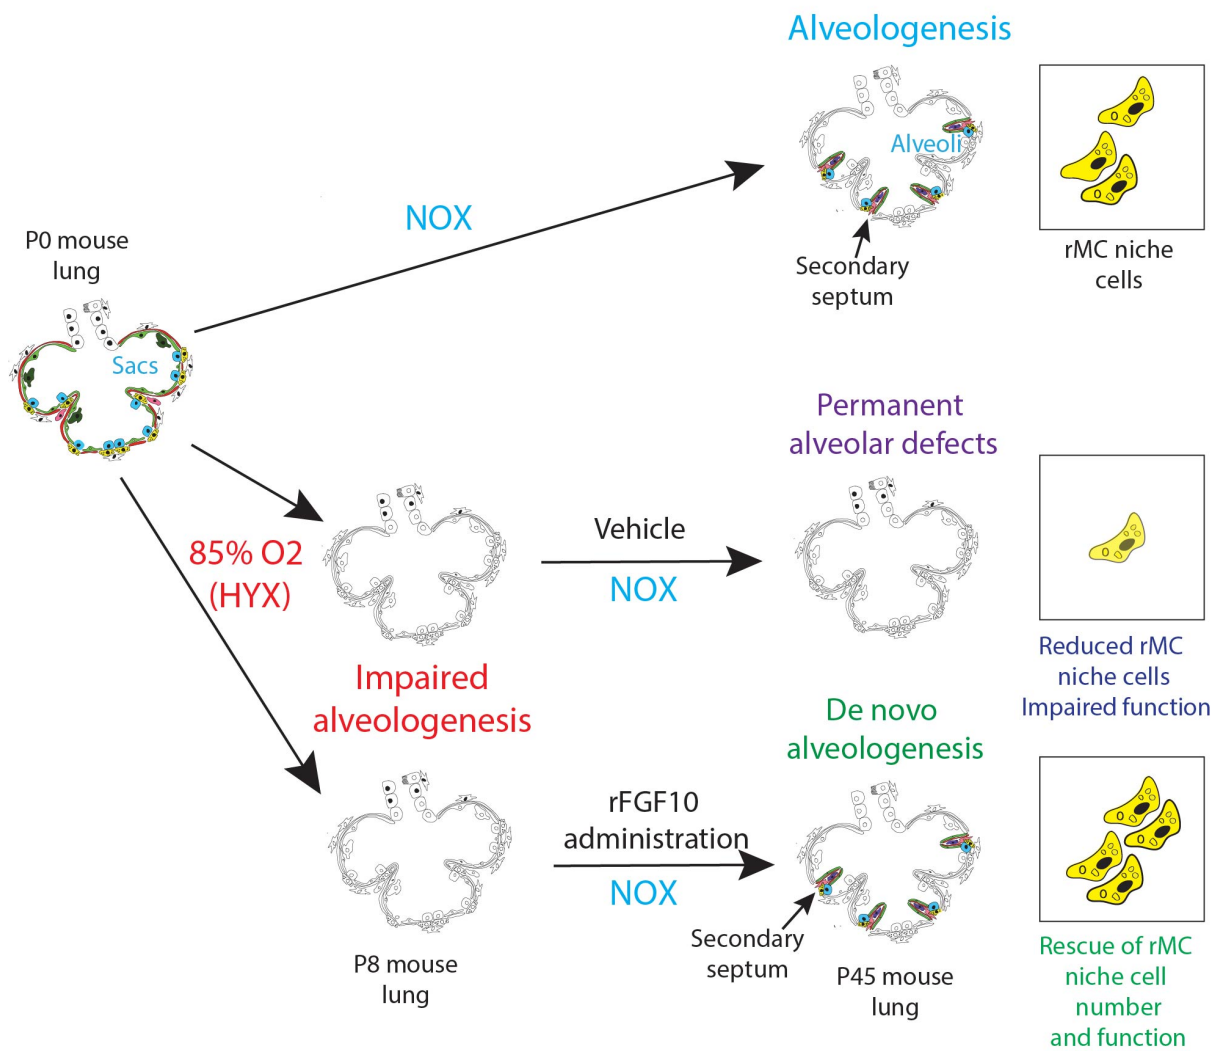 Alveologenesis
Alveoli
NOX
Secondary
septum
rMC niche
cells
P0 mouse
lung
Sacs
85% O2
(HYX)
Impaired
alveologenesis
Vehicle
NOX
Permanent
alveolar defects
Reduced rMC
niche cells
Impaired function
P8 mouse
lung
rFGF10
administration
NOX
De novo
alveologenesis
Secondary
septum
P45 mouse
lung
Rescue of rMC
niche cell
number
and function